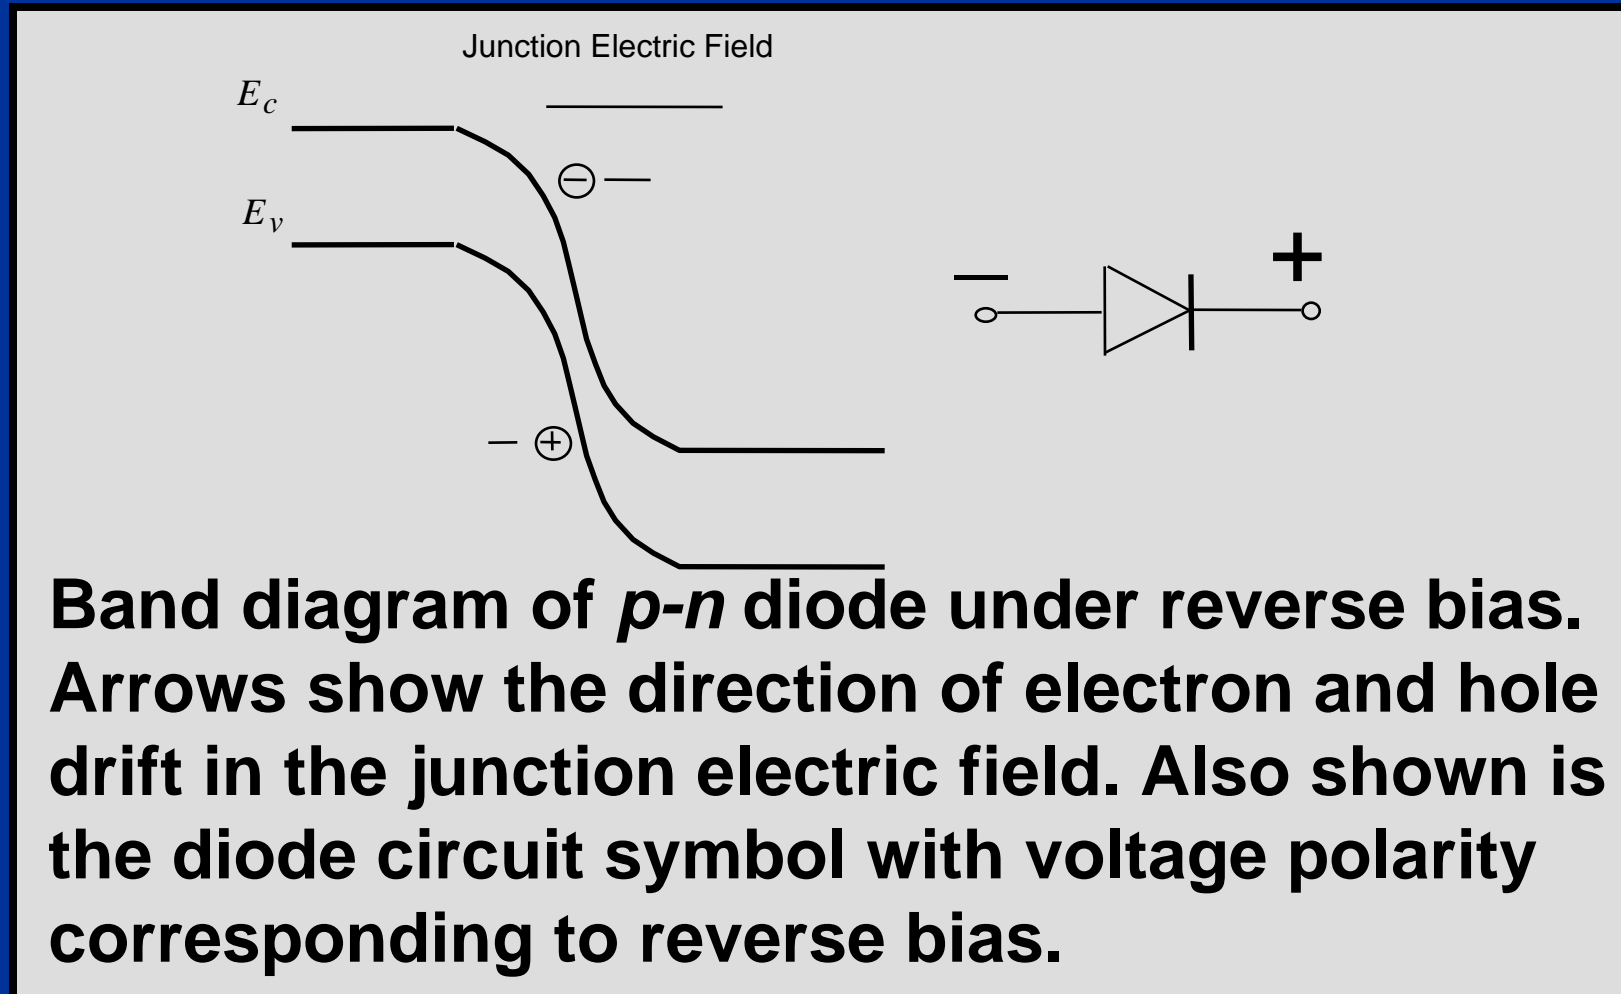 Junction Electric Field
E_c
E_v
−
+
−
+
Band diagram of p-n diode under reverse bias.
Arrows show the direction of electron and hole
drift in the junction electric field. Also shown is
the diode circuit symbol with voltage polarity
corresponding to reverse bias.